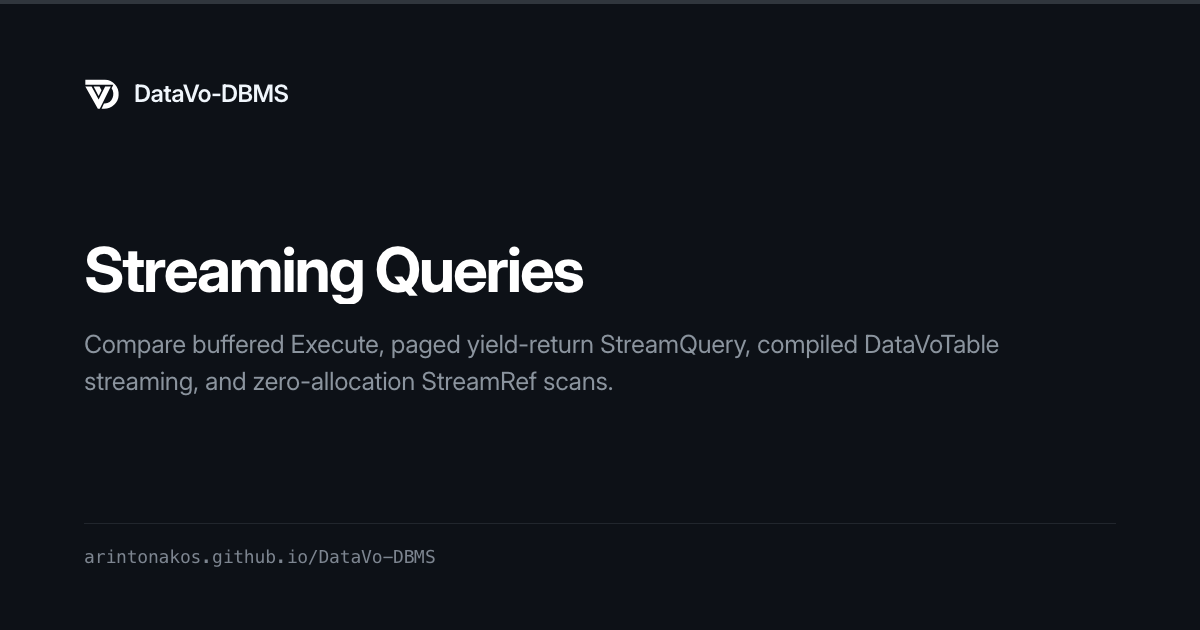 DataVo-DBMS
Streaming Queries
Compare buffered Execute, paged yield-return StreamQuery, compiled DataVoTable
streaming, and zero-allocation StreamRef scans.
arintonakos.github.io/DataVo-DBMS